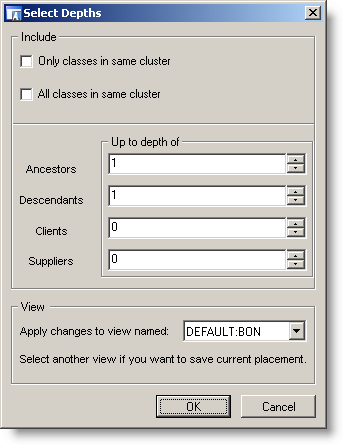 Select Depths
Include
Only classes in same cluster
All classes in same cluster
Up to depth of
Ancestors 1
Descendants 1
Clients 0
Suppliers 0
View
Apply changes to view named: DEFAULT:BON
Select another view if you want to save current placement.
OK Cancel